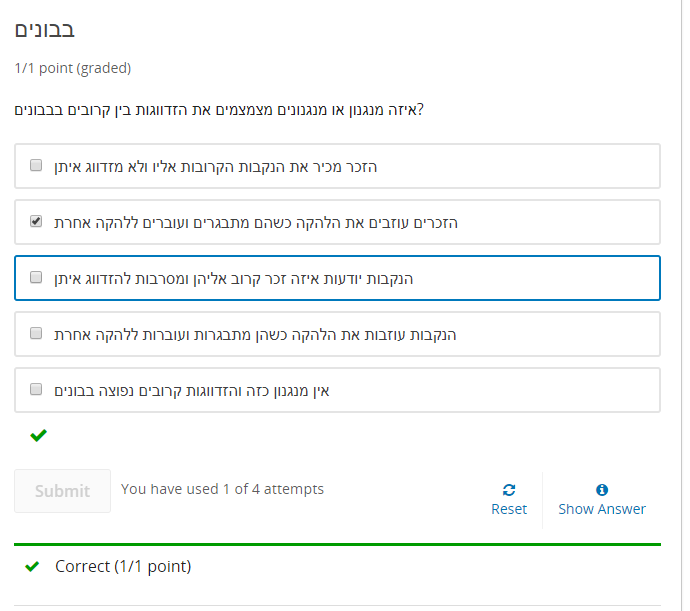 בבונים
1/1 point (graded)
איזה מנגנון או מנגנונים מצמצמים את הזדווגות בין קרובים בבבונים?
הזכר מכיר את הנקבות הקרובות אליו ולא מזדווג איתן
הזכרים עוזבים את הלהקה כשהם מתבגרים ועוברים ללהקה אחרת
הנקבות יודעות איזה זכר קרוב אליהן ומסרבות להזדווג איתן
הנקבות עוזבות את הלהקה כשהן מתבגרות ועוברות ללהקה אחרת
אין מנגנון כזה והזדווגות קרובים נפוצה בבונים
Submit You have used 1 of 4 attempts Reset Show Answer
Correct (1/1 point)